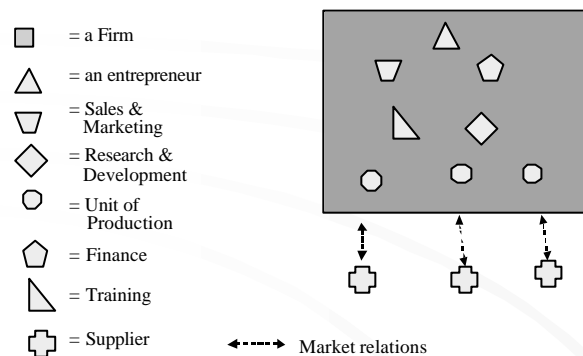 = a Firm
= an entrepreneur
= Sales &
Marketing
= Research &
Development
= Unit of
Production
= Finance
= Training
= Supplier
Market relations